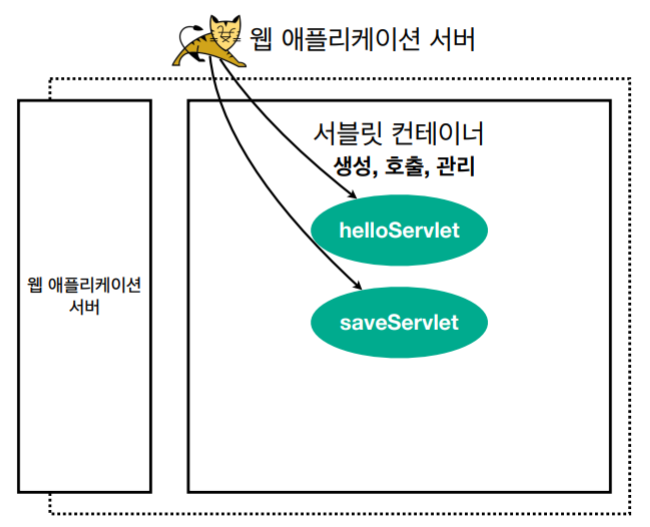 웹 애플리케이션 서버
서블릿 컨테이너
생성, 호출, 관리
helloServlet
웹 애플리케이션
서버
saveServlet